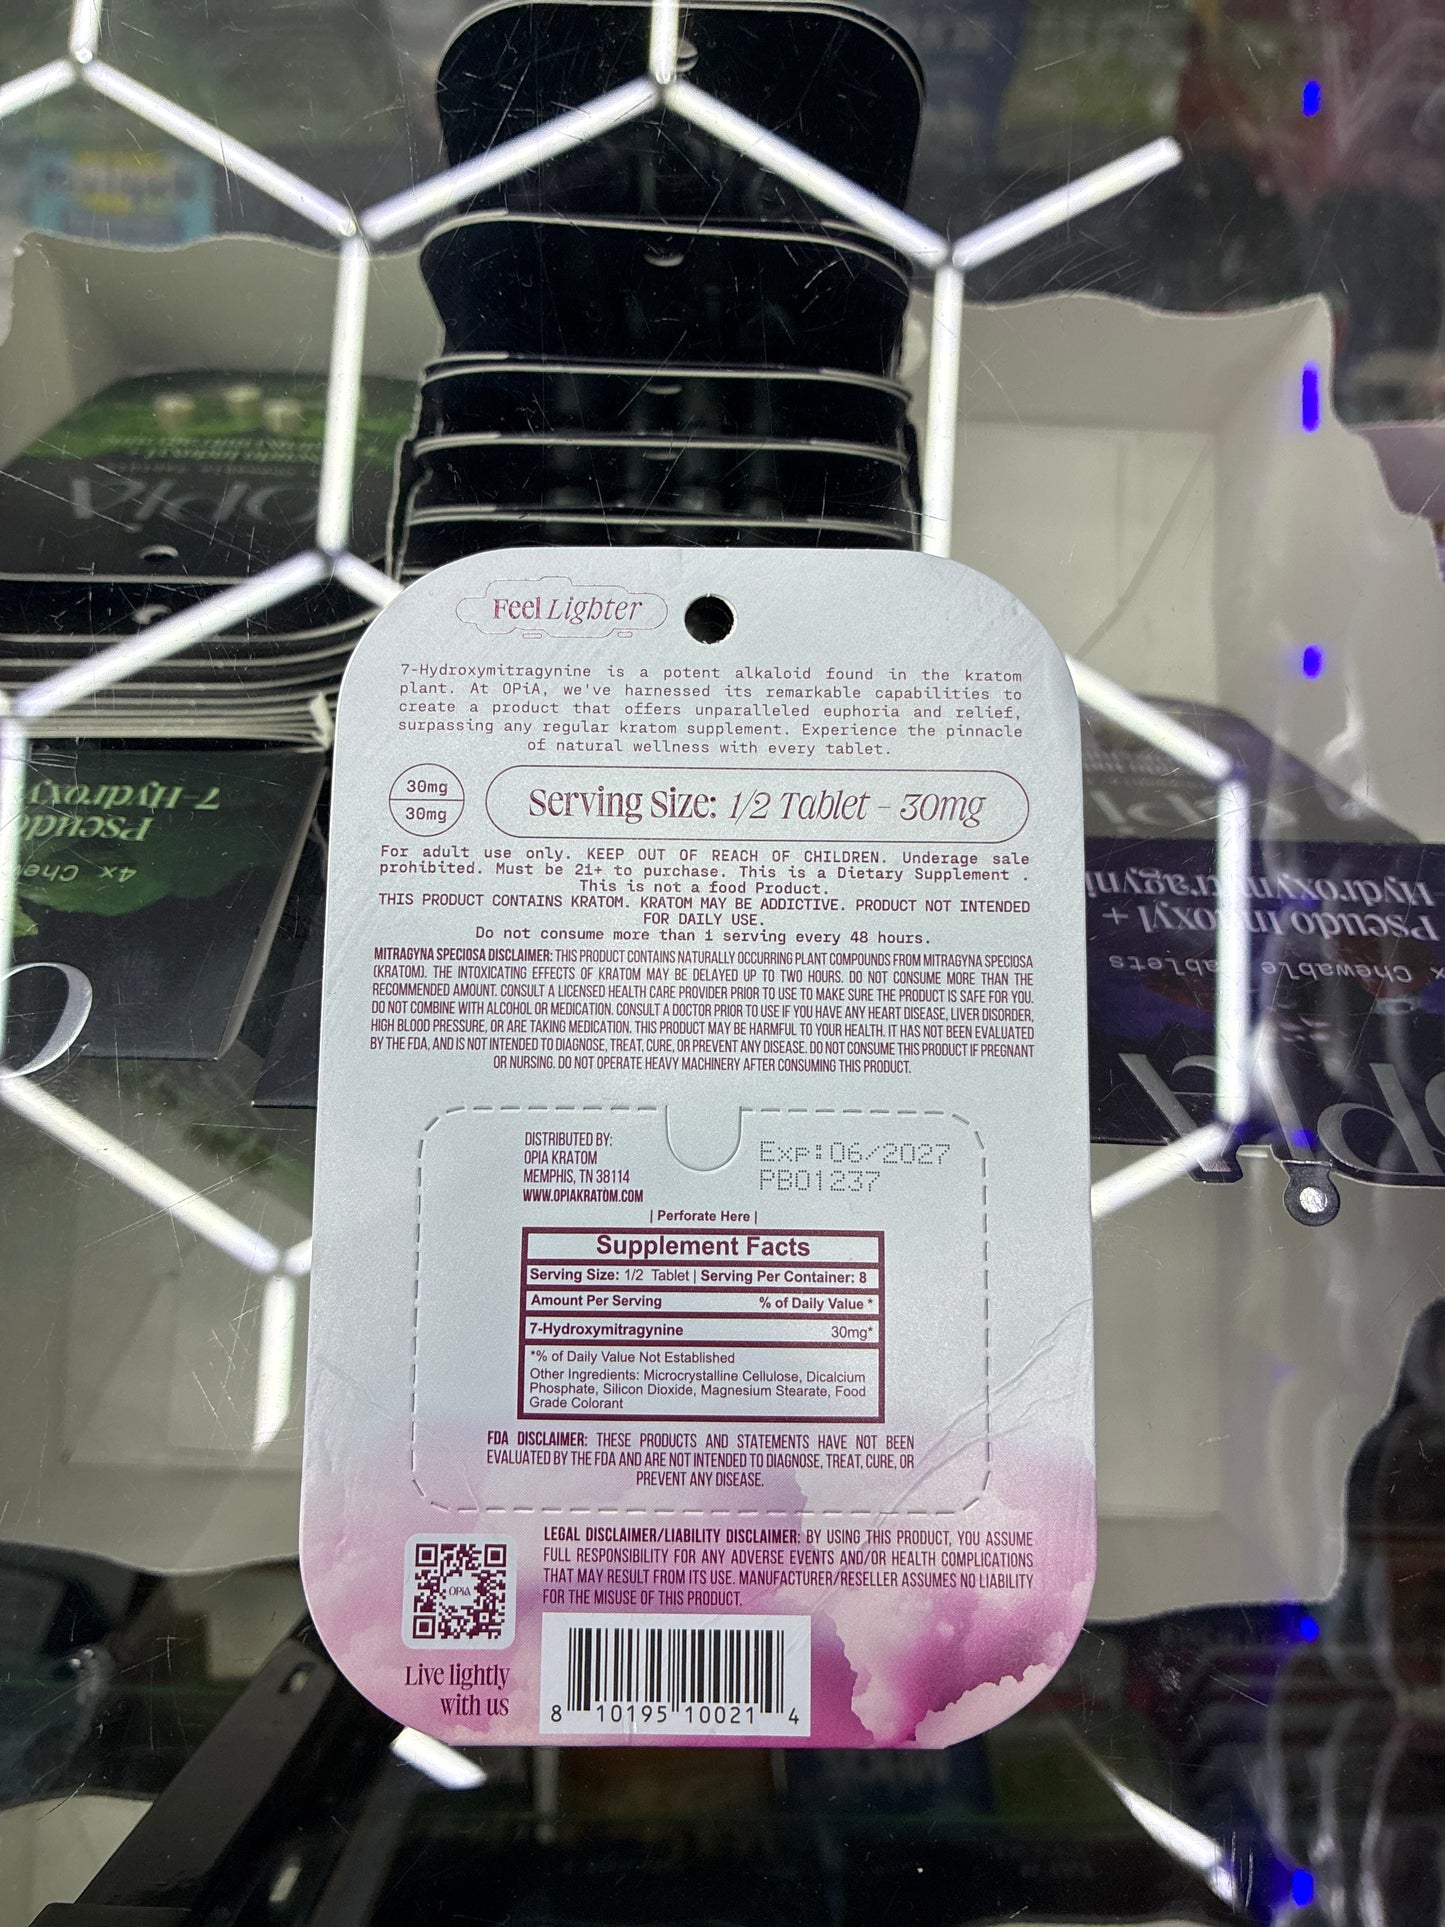 OPiA
Feel Lighter
7-Hydroxymitragynine is a potent alkaloid found in the kratom
plant. At OPiA, we've harnessed its remarkable capabilities to
create a product that offers unparalleled euphoria and relief,
surpassing any regular kratom supplement. Experience the pinnacle
of natural wellness with every tablet.
30mg
30mg
Serving Size: 1/2 Tablet - 30mg
For adult use only. KEEP OUT OF REACH OF CHILDREN. Underage sale
prohibited. Must be 21+ to purchase. This is a Dietary Supplement .
This is not a food Product.
THIS PRODUCT CONTAINS KRATOM. KRATOM MAY BE ADDICTIVE. PRODUCT NOT INTENDED
FOR DAILY USE.
Do not consume more than 1 serving every 48 hours.
MITRAGYNA SPECIOSA DISCLAIMER: THIS PRODUCT CONTAINS NATURALLY OCCURRING PLANT COMPOUNDS FROM MITRAGYNA SPECIOSA
(KRATOM). THE INTOXICATING EFFECTS OF KRATOM MAY BE DELAYED UP TO TWO HOURS. DO NOT CONSUME MORE THAN THE
RECOMMENDED AMOUNT. CONSULT A LICENSED HEALTH CARE PROVIDER PRIOR TO USE TO MAKE SURE THE PRODUCT IS SAFE FOR YOU.
DO NOT COMBINE WITH ALCOHOL OR MEDICATION. CONSULT A DOCTOR PRIOR TO USE IF YOU HAVE ANY HEART DISEASE, LIVER DISORDER,
HIGH BLOOD PRESSURE, OR ARE TAKING MEDICATION. THIS PRODUCT MAY BE HARMFUL TO YOUR HEALTH. IT HAS NOT BEEN EVALUATED
BY THE FDA, AND IS NOT INTENDED TO DIAGNOSE, TREAT, CURE, OR PREVENT ANY DISEASE. DO NOT CONSUME THIS PRODUCT IF PREGNANT
OR NURSING. DO NOT OPERATE HEAVY MACHINERY AFTER CONSUMING THIS PRODUCT.
DISTRIBUTED BY:
OPIA KRATOM
MEMPHIS, TN 38114
WWW.OPIAKRATOM.COM
Exp:06/2027
PB01237
| Perforate Here |
Supplement Facts
Serving Size: 1/2 Tablet | Serving Per Container: 8
Amount Per Serving % of Daily Value *
7-Hydroxymitragynine 30mg*
*% of Daily Value Not Established
Other Ingredients: Microcrystalline Cellulose, Dicalcium
Phosphate, Silicon Dioxide, Magnesium Stearate, Food
Grade Colorant
FDA DISCLAIMER: THESE PRODUCTS AND STATEMENTS HAVE NOT BEEN
EVALUATED BY THE FDA AND ARE NOT INTENDED TO DIAGNOSE, TREAT, CURE, OR
PREVENT ANY DISEASE.
LEGAL DISCLAIMER/LIABILITY DISCLAIMER: BY USING THIS PRODUCT, YOU ASSUME
FULL RESPONSIBILITY FOR ANY ADVERSE EVENTS AND/OR HEALTH COMPLICATIONS
THAT MAY RESULT FROM ITS USE. MANUFACTURER/RESELLER ASSUMES NO LIABILITY
FOR THE MISUSE OF THIS PRODUCT.
OPiA
Live lightly
with us
8 10195 10021 4
7-Hydroxy
Pseudo
4x Chew
Hydroxymitragyni
Pseudo Indoxyl +
x Chewable Tablets
OPiA